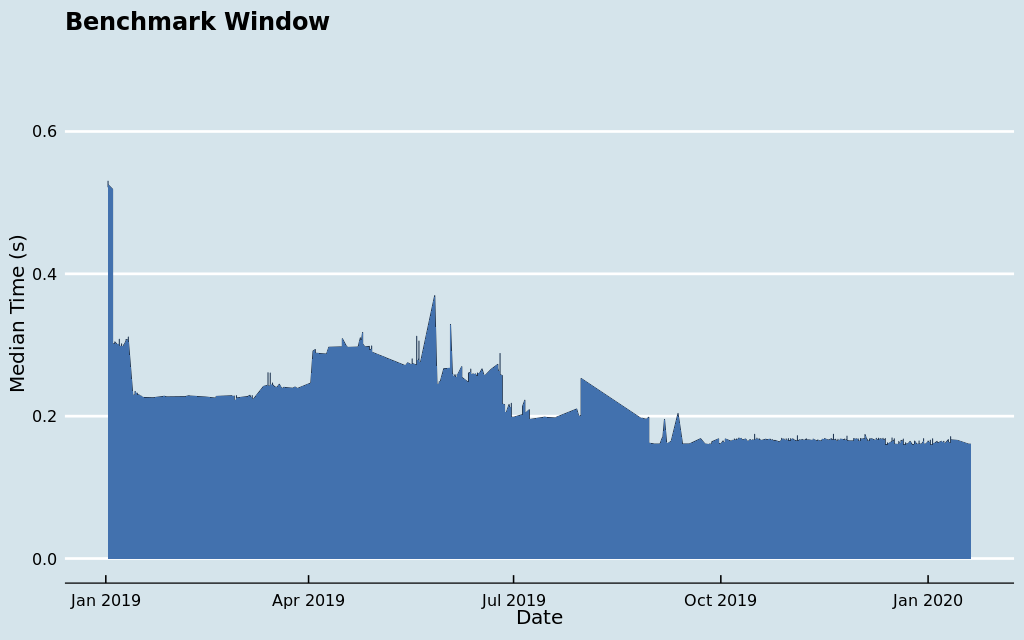 Benchmark Window
Median Time (s)
0.6
0.4
0.2
0.0
Jan 2019
Apr 2019
Jul 2019
Oct 2019
Jan 2020
Date